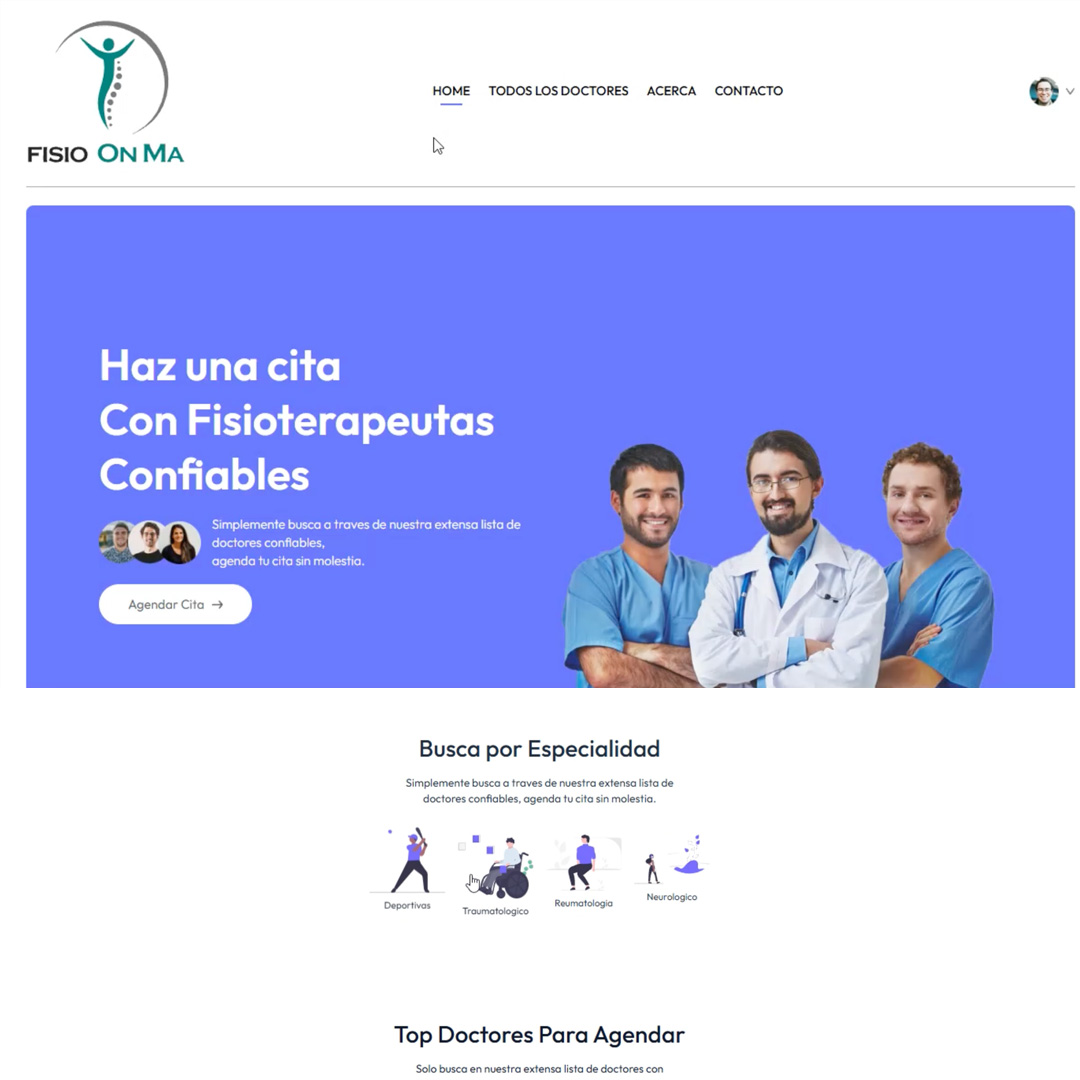 FISIO ON MA
HOME TODOS LOS DOCTORES ACERCA CONTACTO
Haz una cita
Con Fisioterapeutas
Confiables
Simplemente busca a traves de nuestra extensa lista de
doctores confiables,
agenda tu cita sin molestia.
Agendar Cita →
Busca por Especialidad
Simplemente busca a traves de nuestra extensa lista de
doctores confiables, agenda tu cita sin molestia.
Deportivas
Traumatologico
Reumatologia
Neurologico
Top Doctores Para Agendar
Solo busca en nuestra extensa lista de doctores con